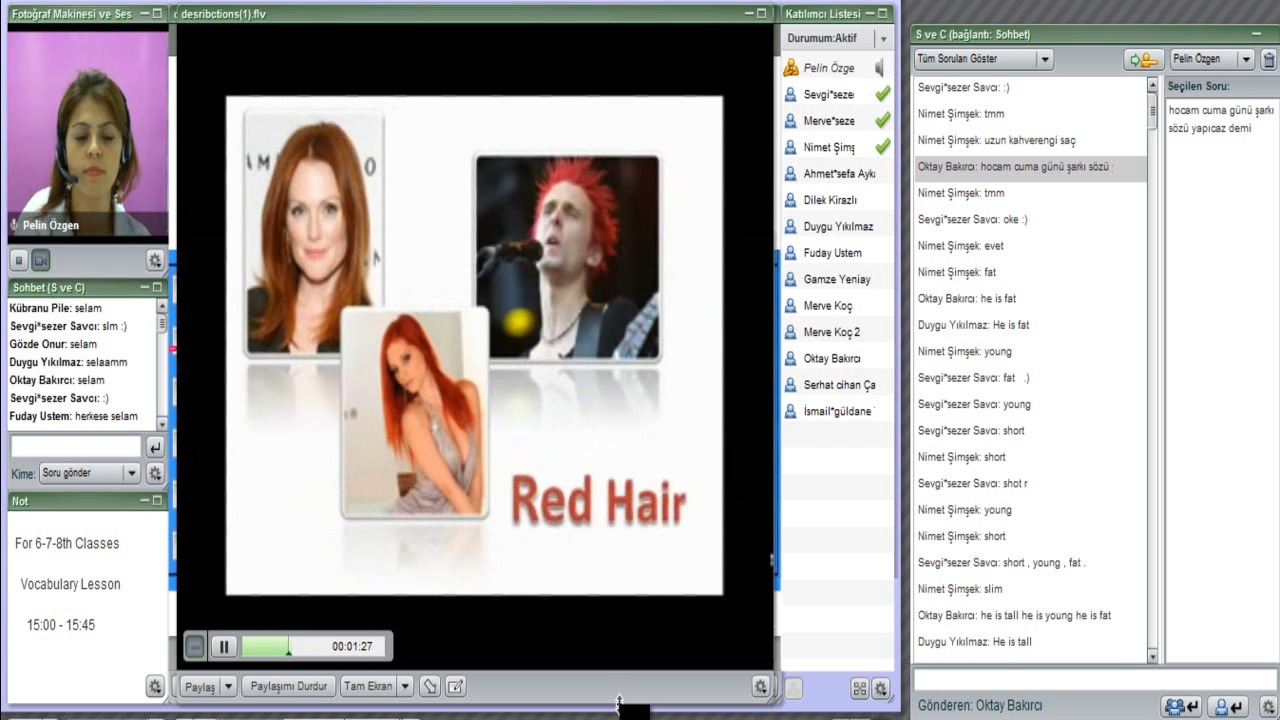 Fotoğraf Makinesi ve Ses
Pelin Özgen
Sohbet (S ve C)
Kübranu Pile: selam
Sevgi*sezer Savcı: slm :)
Gözde Onur: selam
Duygu Yıkılmaz: selaamm
Oktay Bakırcı: selam
Sevgi*sezer Savcı: :)
Fuday Ustem: herkese selam
Kime: Soru gönder
Not
For 6-7-8th Classes
Vocabulary Lesson
15:00 - 15:45
desribctions(1).flv
Red Hair
00:01:27
Paylaş
Paylaşımı Durdur
Tam Ekran
Katılımcı Listesi
Durumum:Aktif
Pelin Özge
Sevgi*seze
Merve*seze
Nimet Şimş
Ahmet*sefa Aykı
Dilek Kirazlı
Duygu Yıkılmaz
Fuday Ustem
Gamze Yeniay
Merve Koç
Merve Koç 2
Oktay Bakırcı
Serhat cihan Ça
İsmail*güldane
S ve C (bağlantı: Sohbet)
Tüm Soruları Göster
Pelin Özgen
Sevgi*sezer Savcı: :)
Nimet Şimşek: tmm
Nimet Şimşek: uzun kahverengi saç
Oktay Bakırcı: hocam cuma günü şarkı sözü
Nimet Şimşek: tmm
Sevgi*sezer Savcı: oke :)
Nimet Şimşek: evet
Nimet Şimşek: fat
Oktay Bakırcı: he is fat
Duygu Yıkılmaz: He is fat
Nimet Şimşek: young
Sevgi*sezer Savcı: fat .)
Sevgi*sezer Savcı: young
Sevgi*sezer Savcı: short
Nimet Şimşek: short
Sevgi*sezer Savcı: shot r
Nimet Şimşek: young
Nimet Şimşek: short
Sevgi*sezer Savcı: short , young , fat .
Nimet Şimşek: slim
Oktay Bakırcı: he is tall he is young he is fat
Duygu Yıkılmaz: He is tall
Seçilen Soru:
hocam cuma günü şarkı
sözü yapıcaz demi
Gönderen: Oktay Bakırcı